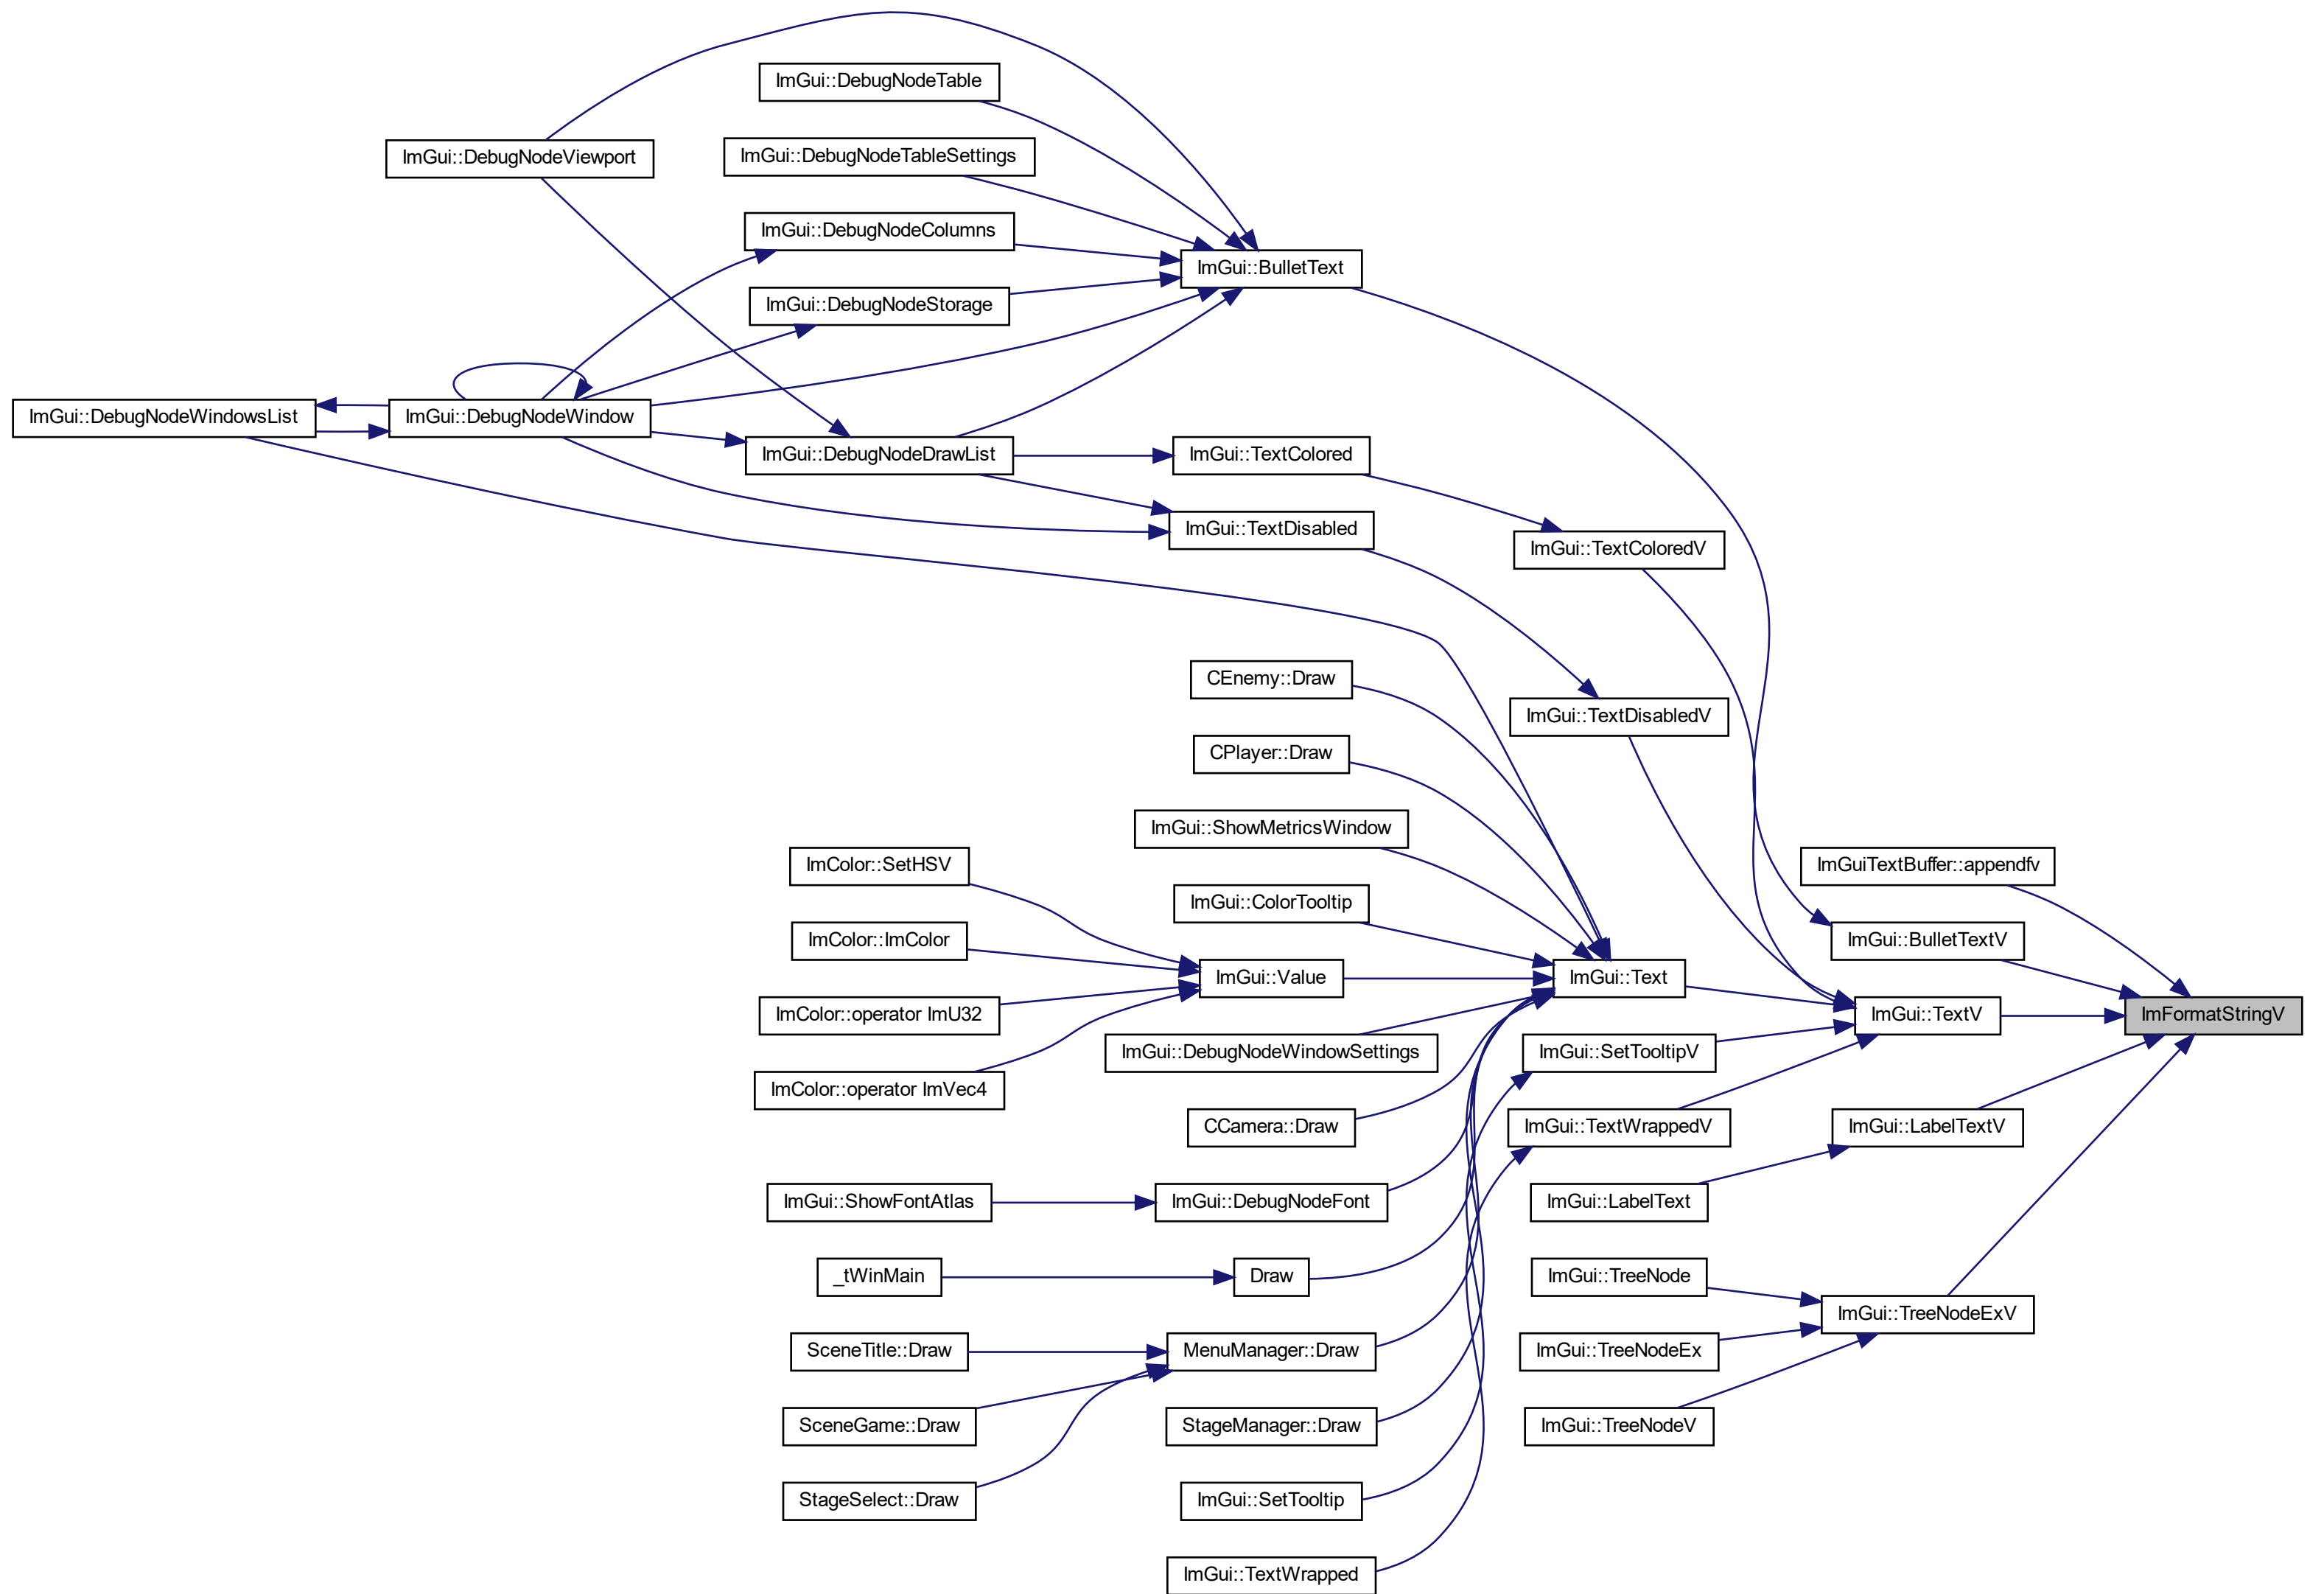 ImGui::DebugNodeTable
ImGui::DebugNodeViewport
ImGui::DebugNodeTableSettings
ImGui::DebugNodeColumns
ImGui::BulletText
ImGui::DebugNodeStorage
ImGui::DebugNodeWindowsList
ImGui::DebugNodeWindow
ImGui::DebugNodeDrawList
ImGui::TextColored
ImGui::TextDisabled
ImGui::TextColoredV
CEnemy::Draw
ImGui::TextDisabledV
CPlayer::Draw
ImGui::ShowMetricsWindow
ImColor::SetHSV
ImGuiTextBuffer::appendfv
ImGui::ColorTooltip
ImColor::ImColor
ImGui::BulletTextV
ImGui::Value
ImGui::Text
ImColor::operator ImU32
ImGui::TextV
ImFormatStringV
ImGui::DebugNodeWindowSettings
ImGui::SetTooltipV
ImColor::operator ImVec4
CCamera::Draw
ImGui::TextWrappedV
ImGui::LabelTextV
ImGui::ShowFontAtlas
ImGui::DebugNodeFont
ImGui::LabelText
_tWinMain
Draw
ImGui::TreeNode
ImGui::TreeNodeExV
SceneTitle::Draw
MenuManager::Draw
ImGui::TreeNodeEx
SceneGame::Draw
StageManager::Draw
ImGui::TreeNodeV
StageSelect::Draw
ImGui::SetTooltip
ImGui::TextWrapped